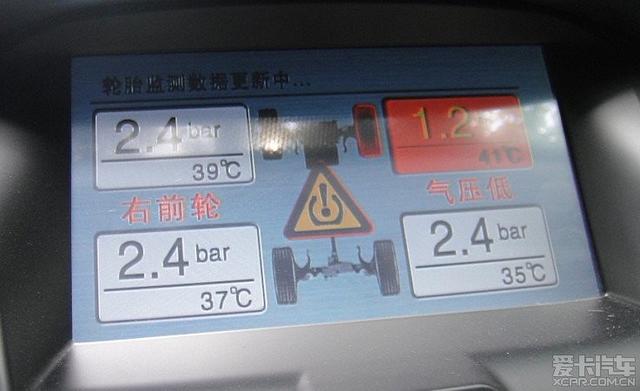 轮胎监测数据更新中...
2.4 bar
39℃
1.2
41℃
右前轮
气压低
2.4 bar
37℃
2.4 bar
35℃
爱卡汽车
XCAR.COM.CN